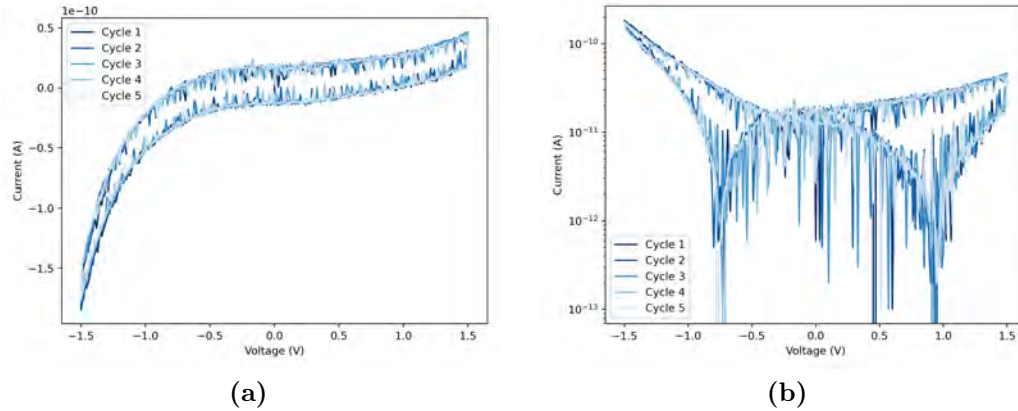 1e−10
0.5
0.0
−0.5
−1.0
−1.5
Current (A)
Cycle 1
Cycle 2
Cycle 3
Cycle 4
Cycle 5
−1.5 −1.0 −0.5 0.0 0.5 1.0 1.5
Voltage (V)
(a)
10−10
10−11
10−12
10−13
Current (A)
Cycle 1
Cycle 2
Cycle 3
Cycle 4
Cycle 5
−1.5 −1.0 −0.5 0.0 0.5 1.0 1.5
Voltage (V)
(b)